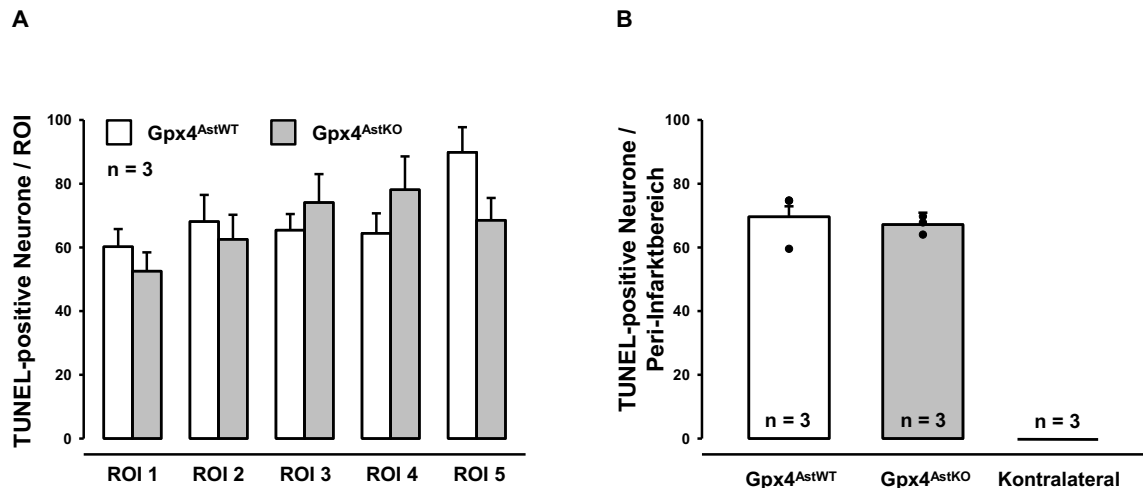 A
TUNEL-positive Neurone / ROI
100
80
60
40
20
0
Gpx4AstWT
Gpx4AstKO
n = 3
ROI 1 ROI 2 ROI 3 ROI 4 ROI 5
B
TUNEL-positive Neurone /
Peri-Infarktbereich
100
80
60
40
20
0
n = 3 n = 3 n = 3
Gpx4AstWT Gpx4AstKO Kontralateral